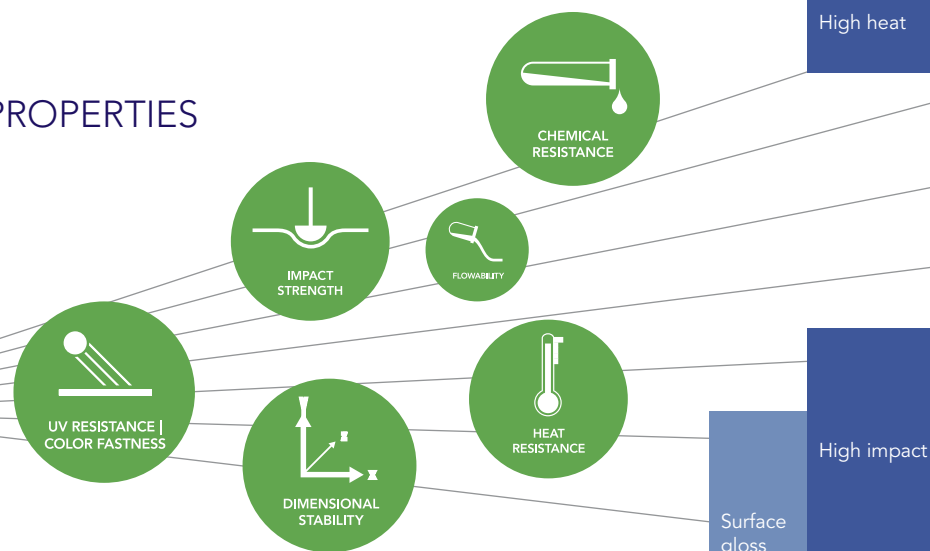 PROPERTIES
High heat
CHEMICAL
RESISTANCE
IMPACT
STRENGTH
FLOWABILITY
UV RESISTANCE |
COLOR FASTNESS
HEAT
RESISTANCE
DIMENSIONAL
STABILITY
High impact
Surface
gloss